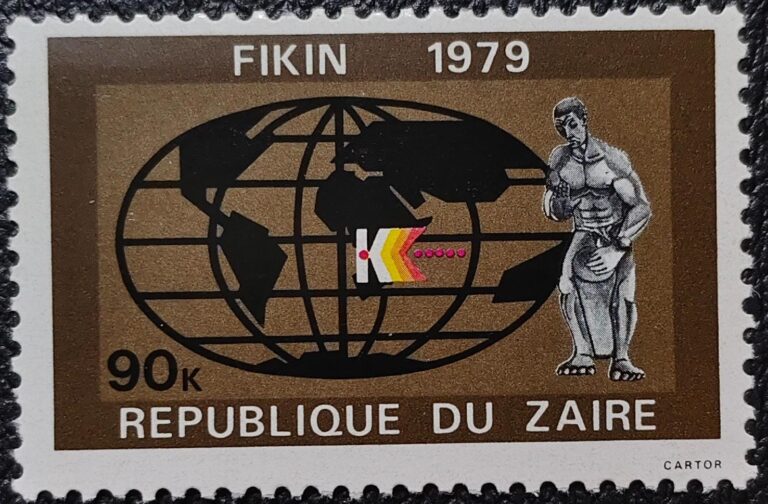 FIKIN 1979
K
90K
REPUBLIQUE DU ZAIRE
CARTOR